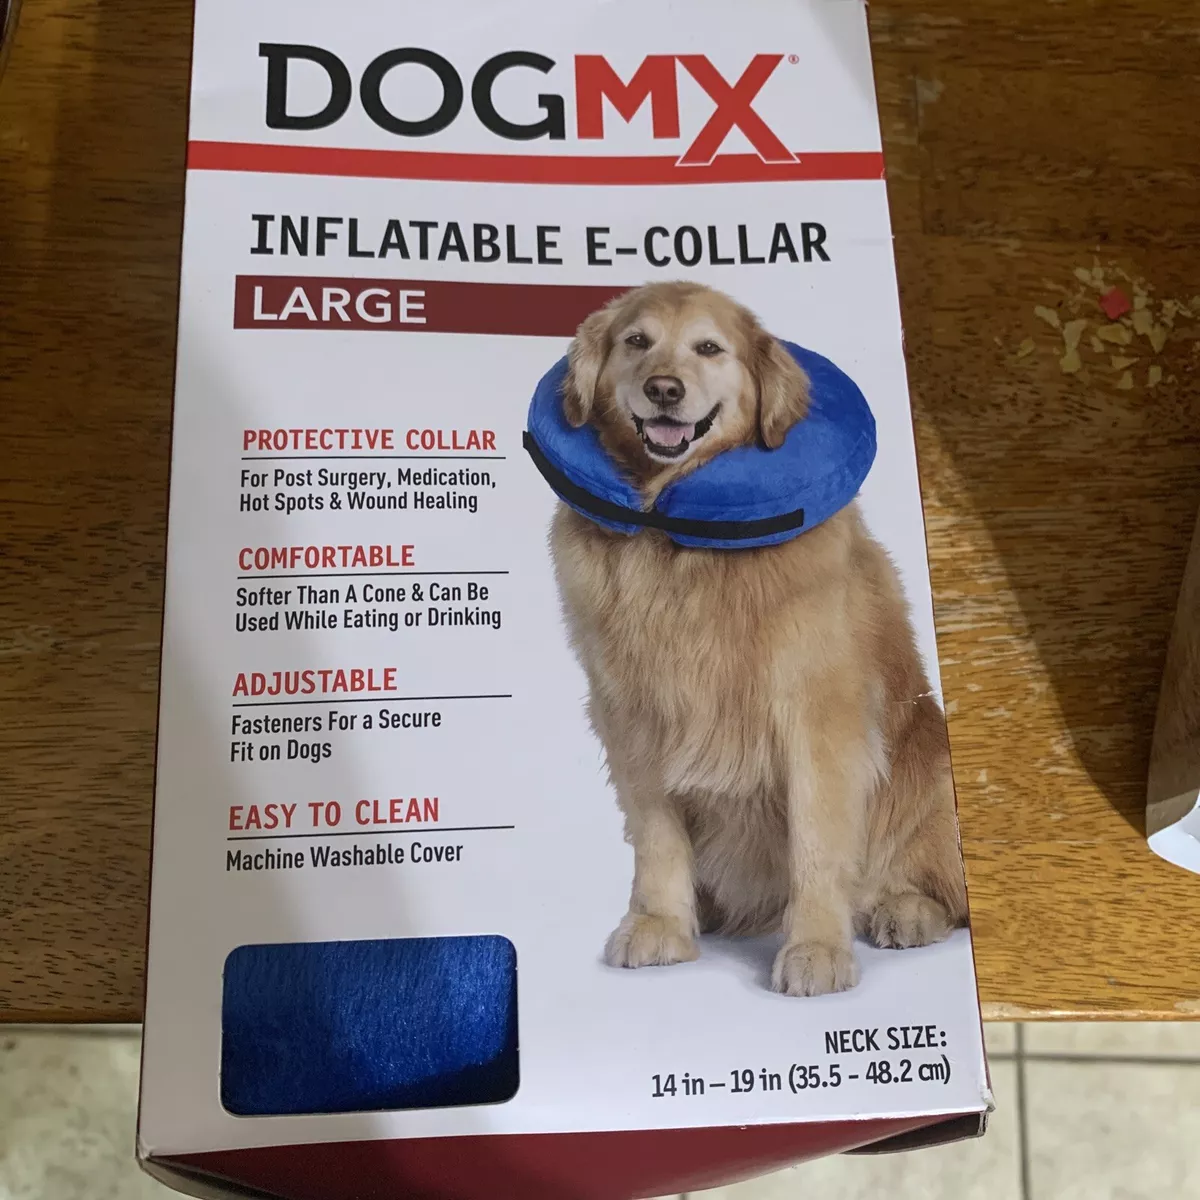 DOGMX®
INFLATABLE E-COLLAR
LARGE
PROTECTIVE COLLAR
For Post Surgery, Medication,
Hot Spots & Wound Healing
COMFORTABLE
Softer Than A Cone & Can Be
Used While Eating or Drinking
ADJUSTABLE
Fasteners For a Secure
Fit on Dogs
EASY TO CLEAN
Machine Washable Cover
NECK SIZE:
14 in – 19 in (35.5 - 48.2 cm)